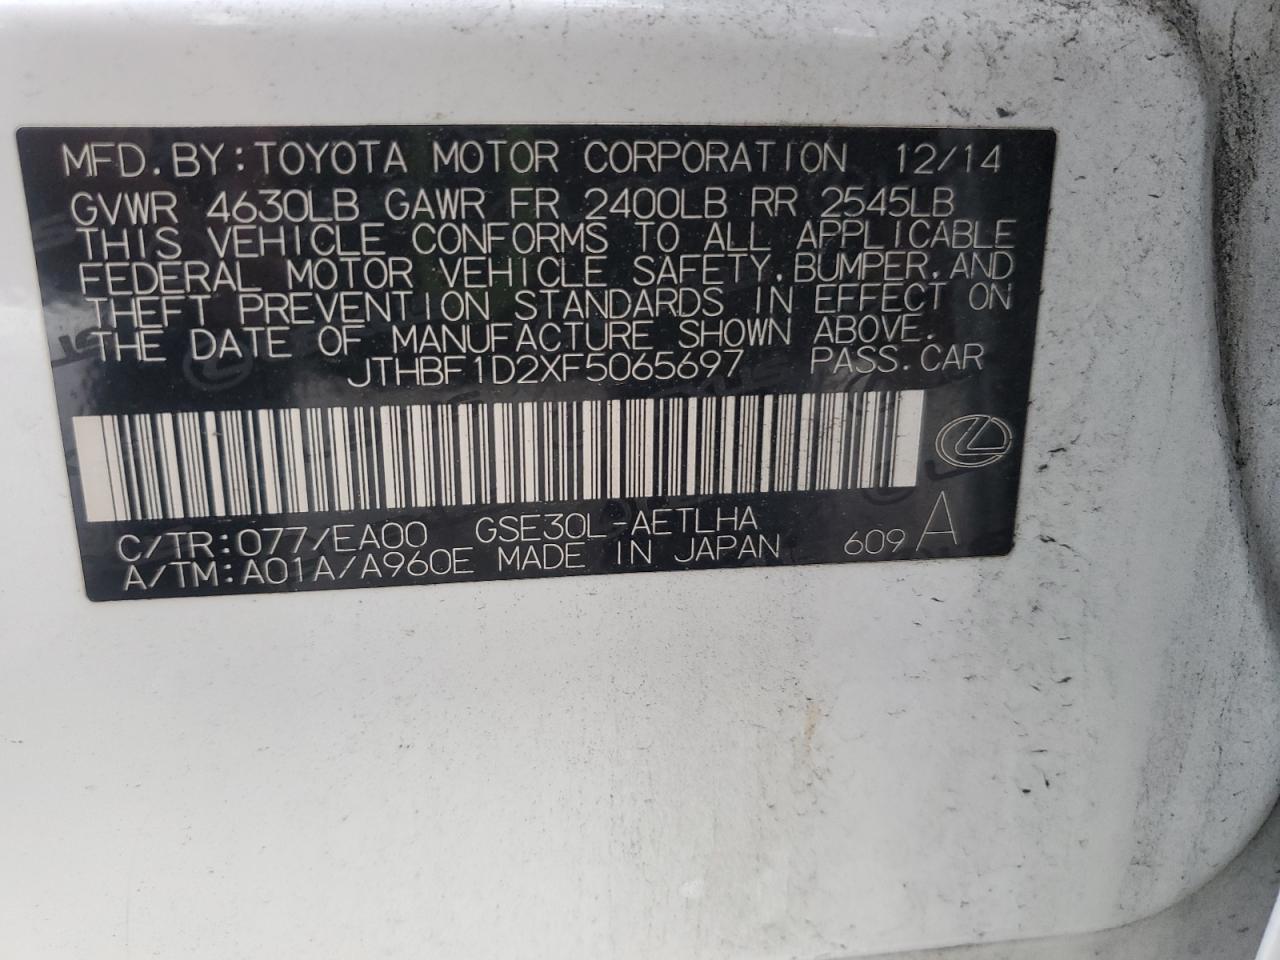 MFD. BY: TOYOTA MOTOR CORPORATION 12/14
GVWR 4630LB GAWR FR 2400LB RR 2545LB
THIS VEHICLE CONFORMS TO ALL APPLICABLE
FEDERAL MOTOR VEHICLE SAFETY, BUMPER, AND
THEFT PREVENTION STANDARDS IN EFFECT ON
THE DATE OF MANUFACTURE SHOWN ABOVE.
JTHBF1D2XF5065697 PASS. CAR
C/TR: 077/EA00 GSE30L-AETLHA
A/TM: A01A/A960E MADE IN JAPAN 609 A